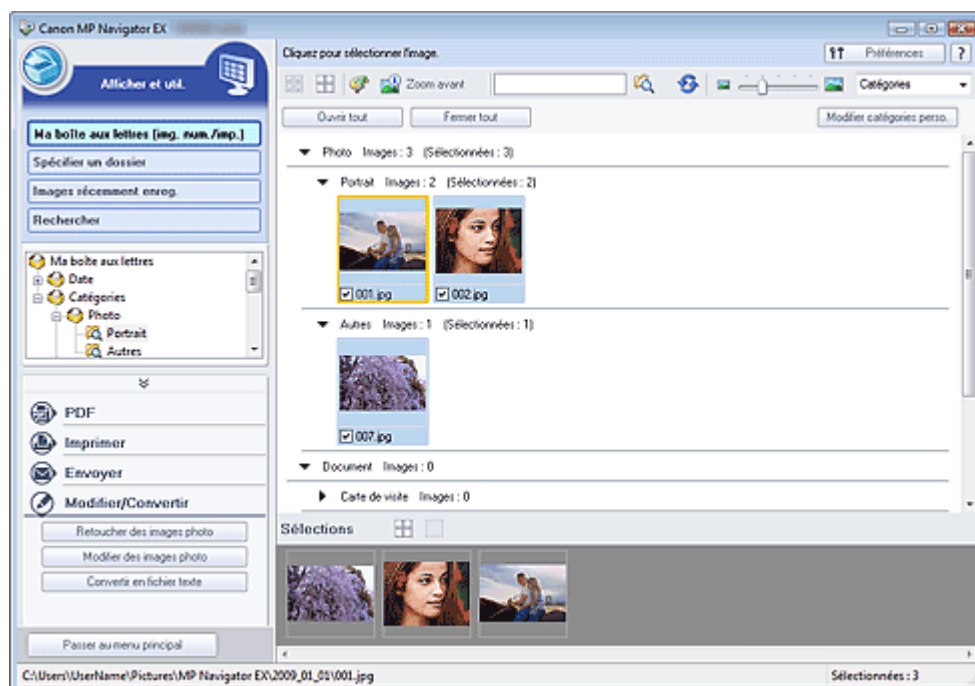 Canon MP Navigator EX
Cliquez pour sélectionner l'image.
Préférences
?
Afficher et util.
Zoom avant
Catégories
Ouvrir tout
Fermer tout
Modifier catégories perso.
Ma boîte aux lettres [img. num./imp.]
Spécifier un dossier
Images récemment enreg.
Rechercher
Ma boîte aux lettres
Date
Catégories
Photo
Portrait
Autres
PDF
Imprimer
Envoyer
Modifier/Convertir
Retoucher des images photo
Modifier des images photo
Convertir en fichier texte
Passer au menu principal
Photo Images : 3 (Sélectionnées : 3)
Portrait Images : 2 (Sélectionnées : 2)
001.jpg
002.jpg
Autres Images : 1 (Sélectionnées : 1)
007.jpg
Document Images : 0
Carte de visite Images : 0
Sélections
C:\Users\UserName\Pictures\MP Navigator EX\2009_01_01\001.jpg
Sélectionnées : 3